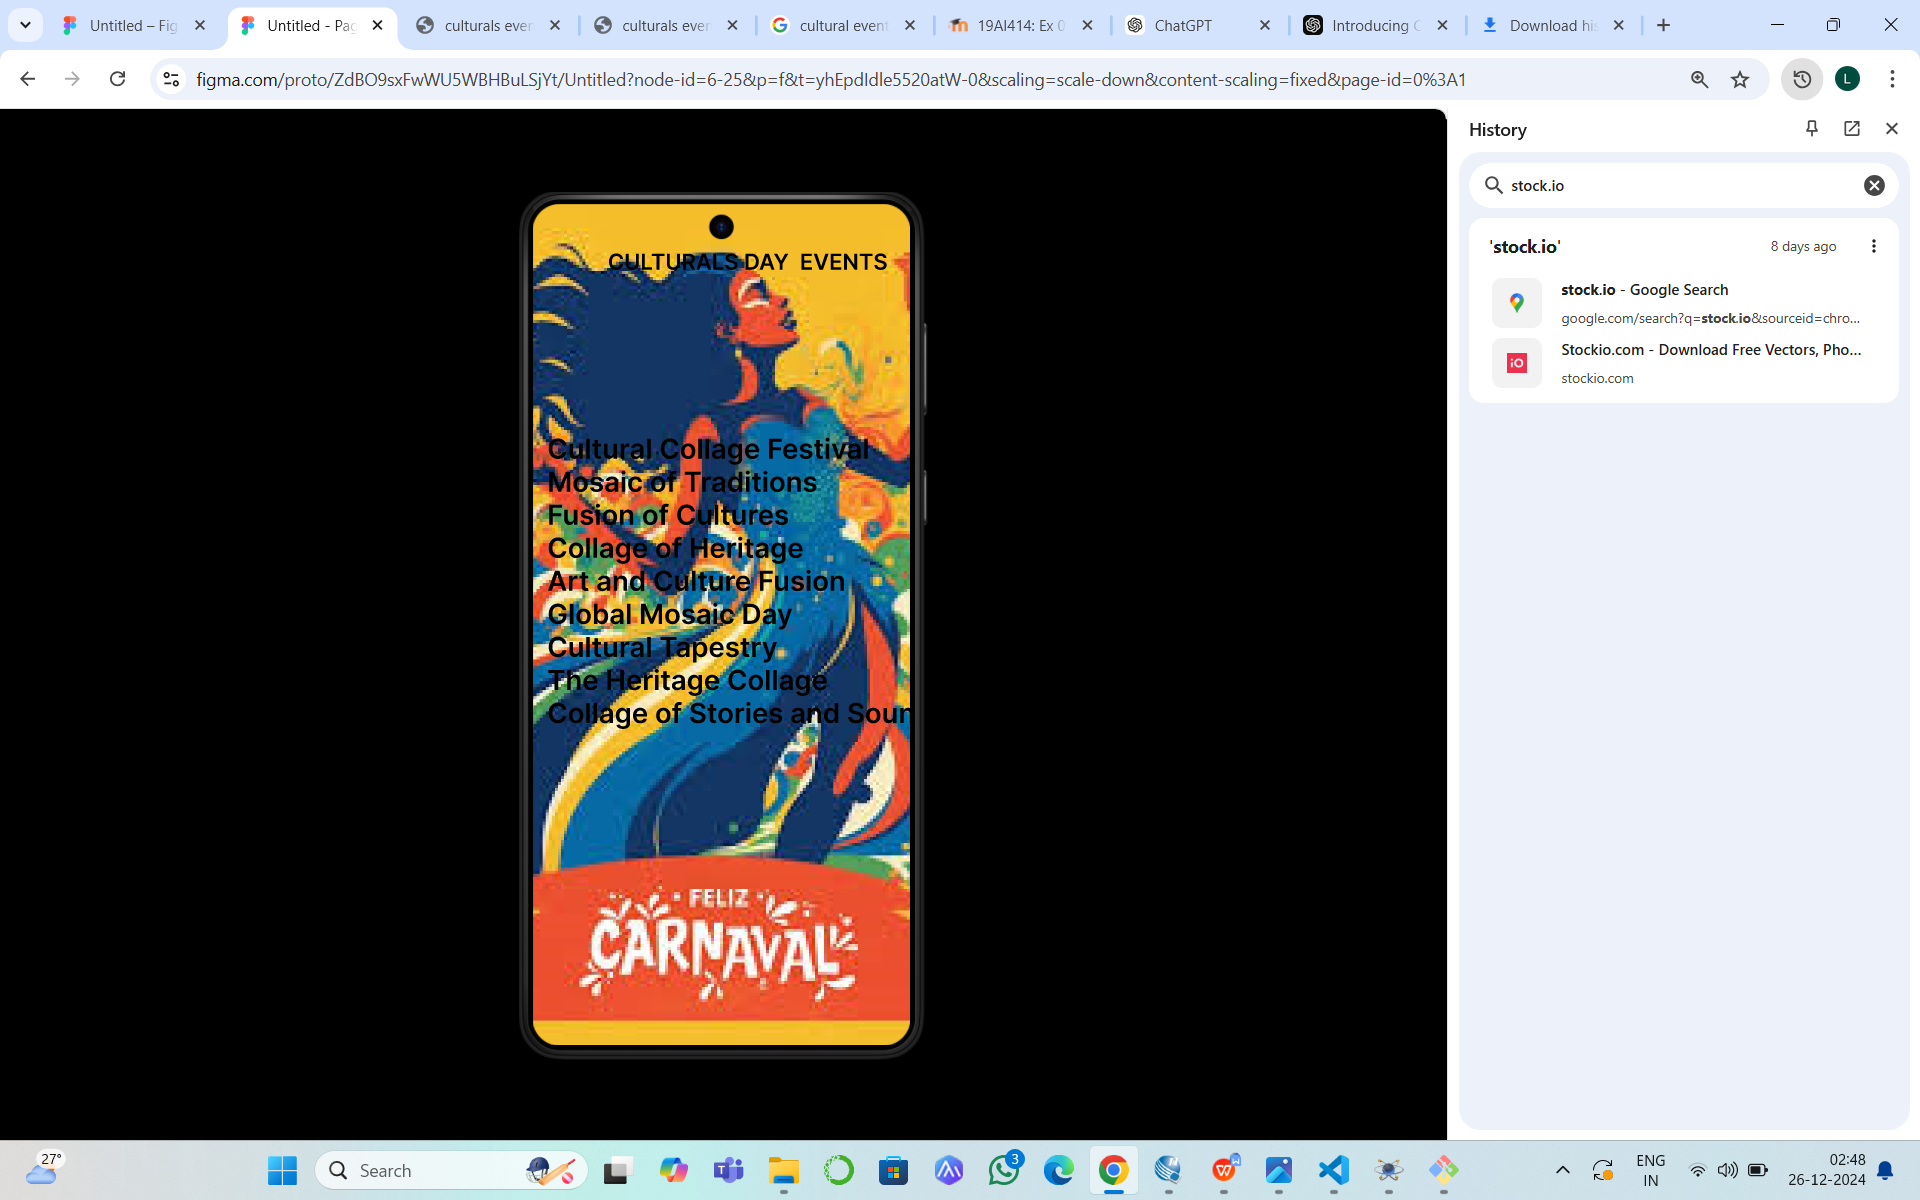 Untitled – Fig
Untitled - Pag
culturals ever
culturals ever
cultural event
19AI414: Ex 0
ChatGPT
Introducing C
Download his
figma.com/proto/ZdBO9sxFwWU5WBHBuLSjYt/Untitled?node-id=6-25&p=f&t=yhEpdIdle5520atW-0&scaling=scale-down&content-scaling=fixed&page-id=0%3A1
L
History
stock.io
'stock.io'
8 days ago
stock.io - Google Search
google.com/search?q=stock.io&sourceid=chro...
iO
Stockio.com - Download Free Vectors, Pho...
stockio.com
CULTURALS DAY EVENTS
Cultural Collage Festival
Mosaic of Traditions
Fusion of Cultures
Collage of Heritage
Art and Culture Fusion
Global Mosaic Day
Cultural Tapestry
The Heritage Collage
Collage of Stories and Soun
FELIZ
CARNAVAL
27°
Search
3
ENG
IN
02:48
26-12-2024